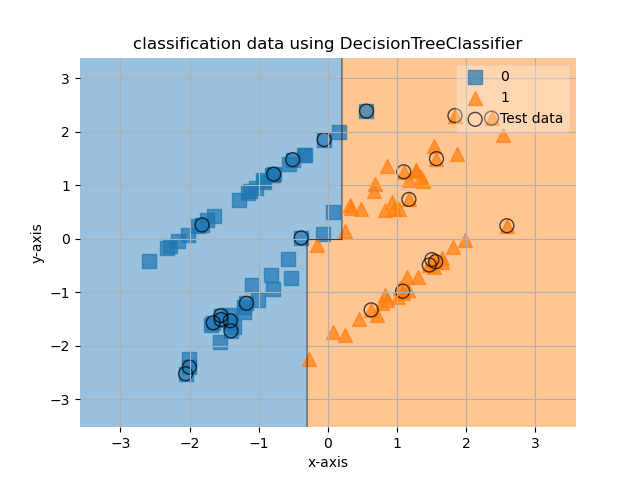 classification data using DecisionTreeClassifier
0
1
Test data
y-axis
3
2
1
0
−1
−2
−3
−3 −2 −1 0 1 2 3
x-axis